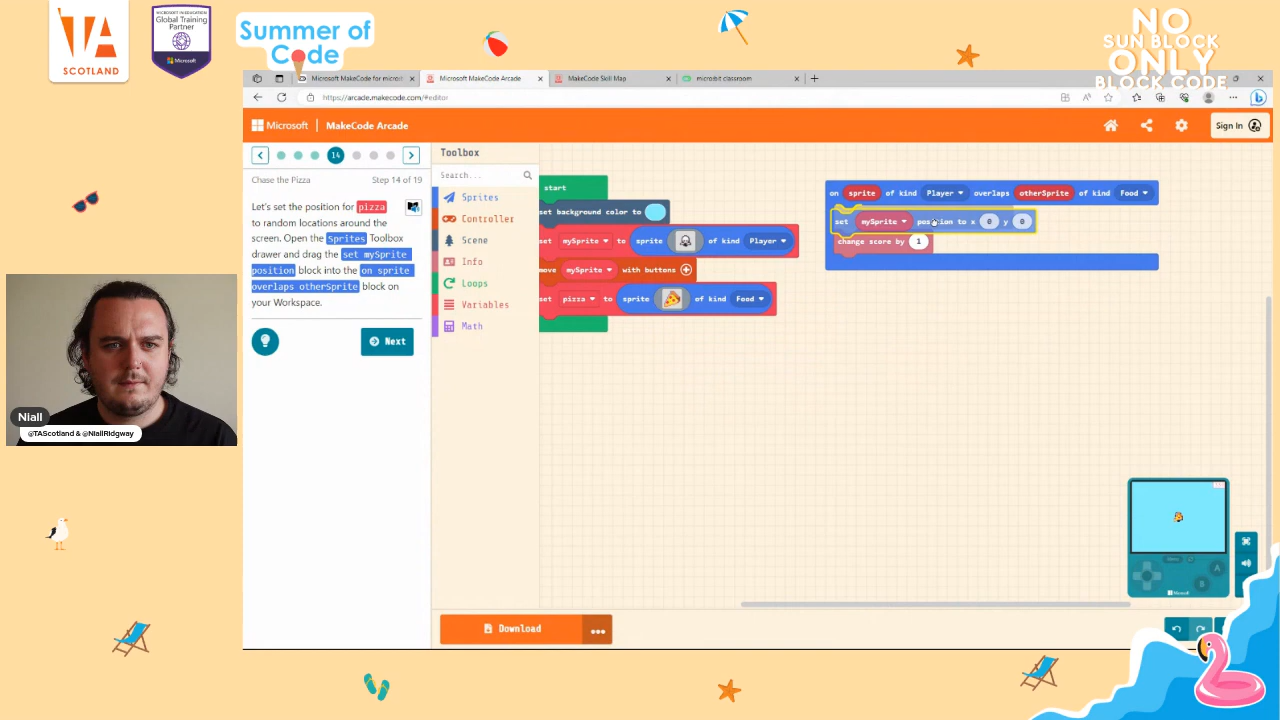 TA
SCOTLAND
MICROSOFT IN EDUCATION
Global Training
Partner
Microsoft
Summer of
Code
NO
SUN BLOCK
ONLY
BLOCK CODE
Microsoft MakeCode for micro:
Microsoft MakeCode Arcade
MakeCode Skill Map
micro:bit classroom
https://arcade.makecode.com/#editor
Microsoft
MakeCode Arcade
Sign In
14
Chase the Pizza
Step 14 of 19
Let's set the position for pizza
to random locations around the
screen. Open the Sprites Toolbox
drawer and drag the set mySprite
position block into the on sprite
overlaps otherSprite block on
your Workspace.
Next
Toolbox
Search...
Sprites
Controller
Scene
Info
Loops
Variables
Math
start
set background color to
set mySprite to sprite of kind Player
move mySprite with buttons
set pizza to sprite of kind Food
on sprite of kind Player overlaps otherSprite of kind Food
set mySprite position to x 0 y 0
change score by 1
A
B
Microsoft
Download
Niall
@TAScotland & @NiallRidgway